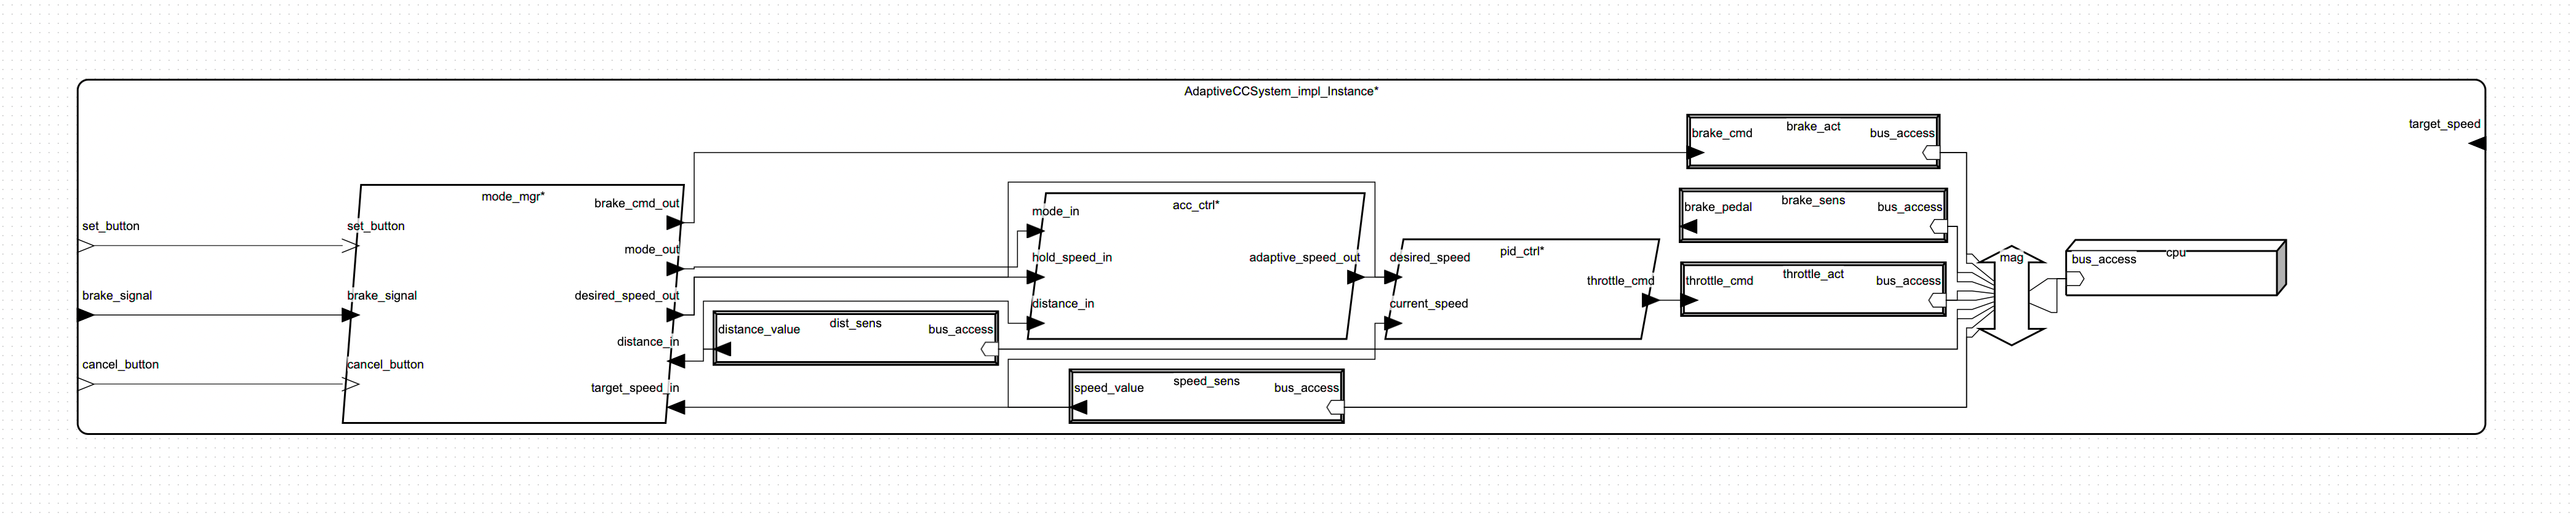 AdaptiveCCSystem_impl_Instance*
target_speed
brake_cmd
brake_act
bus_access
mode_mgr*
brake_cmd_out
set_button
set_button
mode_out
brake_signal
brake_signal
desired_speed_out
distance_in
cancel_button
cancel_button
target_speed_in
mode_in
acc_ctrl*
hold_speed_in
adaptive_speed_out
distance_in
distance_value
dist_sens
bus_access
speed_value
speed_sens
bus_access
desired_speed
pid_ctrl*
throttle_cmd
current_speed
brake_pedal
brake_sens
bus_access
throttle_cmd
throttle_act
bus_access
mag
bus_access
cpu